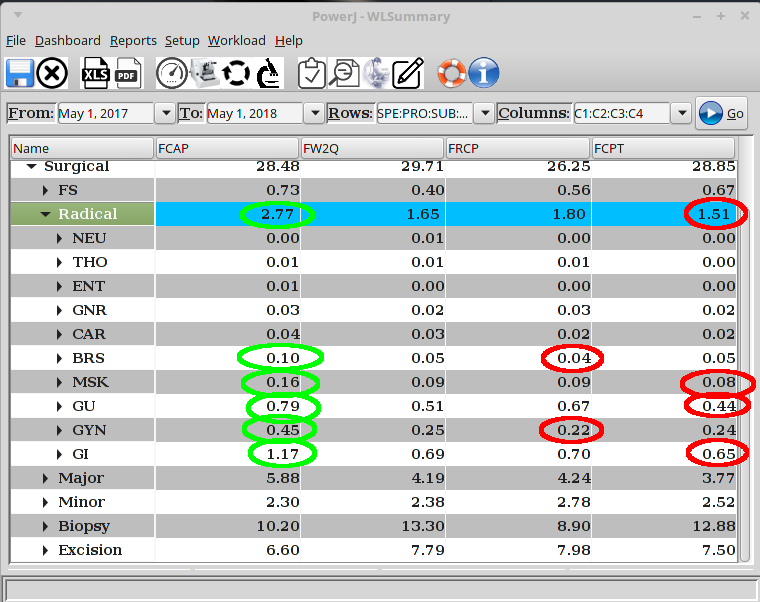 PowerJ - WLSummary
File Dashboard Reports Setup Workload Help
XLS PDF i
From: May 1, 2017 To: May 1, 2018 Rows: SPE:PRO:SUB:... Columns: C1:C2:C3:C4 Go
Name FCAP FW2Q FRCP FCPT
Surgical 28.48 29.71 26.25 28.85
FS 0.73 0.40 0.56 0.67
Radical 2.77 1.65 1.80 1.51
NEU 0.00 0.01 0.00 0.00
THO 0.01 0.01 0.01 0.00
ENT 0.01 0.00 0.00 0.00
GNR 0.03 0.02 0.03 0.02
CAR 0.04 0.03 0.02 0.02
BRS 0.10 0.05 0.04 0.05
MSK 0.16 0.09 0.09 0.08
GU 0.79 0.51 0.67 0.44
GYN 0.45 0.25 0.22 0.24
GI 1.17 0.69 0.70 0.65
Major 5.88 4.19 4.24 3.77
Minor 2.30 2.38 2.78 2.52
Biopsy 10.20 13.30 8.90 12.88
Excision 6.60 7.79 7.98 7.50